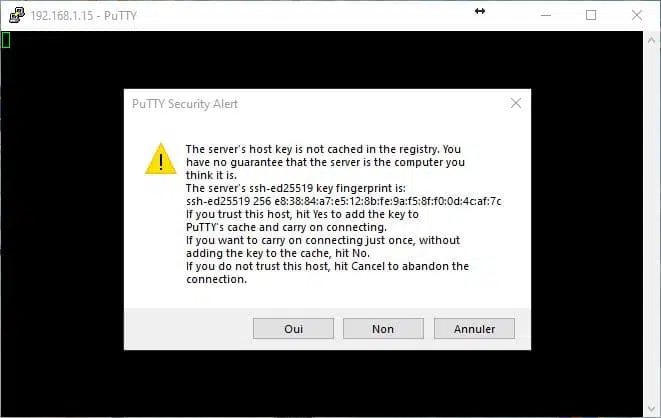 192.168.1.15 - PuTTY
PuTTY Security Alert
The server's host key is not cached in the registry. You
have no guarantee that the server is the computer you
think it is.
The server's ssh-ed25519 key fingerprint is:
ssh-ed25519 256 e8:38:84:a7:e5:12:8b:fe:9a:f5:8f:f0:0d:4c:af:7c
If you trust this host, hit Yes to add the key to
PuTTY's cache and carry on connecting.
If you want to carry on connecting just once, without
adding the key to the cache, hit No.
If you do not trust this host, hit Cancel to abandon the
connection.
Oui Non Annuler